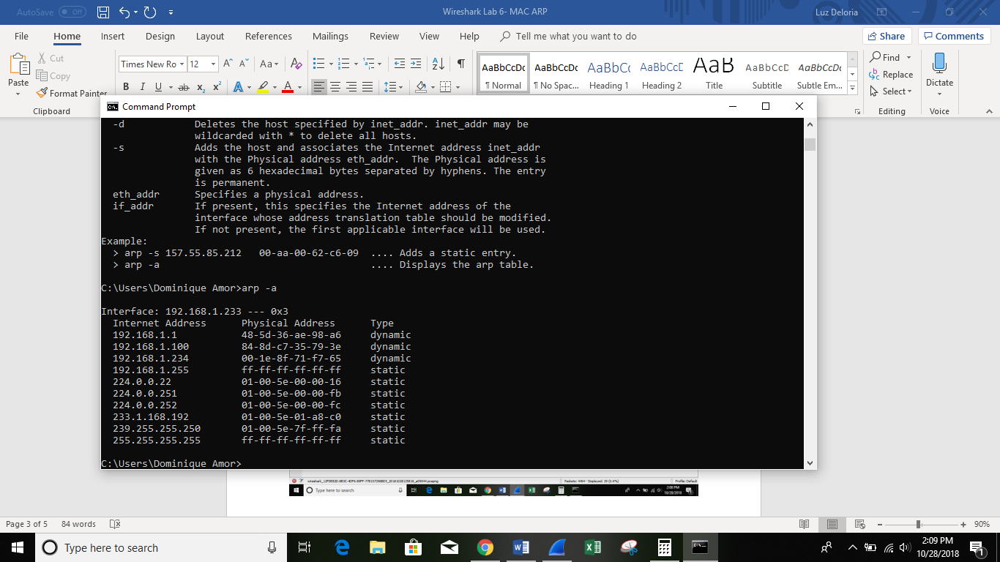 AutoSave Off
Wireshark Lab 6- MAC ARP
Luz Deloria
File Home Insert Design Layout References Mailings Review View Help Tell me what you want to do Share Comments
Paste
Cut
Copy
Format Painter
Clipboard
Times New Ro 12
AaBbCcDc
¶ Normal
AaBbCcDc
¶ No Spac...
AaBbCc
Heading 1
AaBbCcD
Heading 2
AaB
Title
AaBbCcD
Subtitle
AaBbCcDc
Subtle Em...
Find
Replace
Select
Editing
Dictate
Voice
Command Prompt
-d Deletes the host specified by inet_addr. inet_addr may be
wildcarded with * to delete all hosts.
-s Adds the host and associates the Internet address inet_addr
with the Physical address eth_addr. The Physical address is
given as 6 hexadecimal bytes separated by hyphens. The entry
is permanent.
eth_addr Specifies a physical address.
if_addr If present, this specifies the Internet address of the
interface whose address translation table should be modified.
If not present, the first applicable interface will be used.
Example:
> arp -s 157.55.85.212 00-aa-00-62-c6-09 .... Adds a static entry.
> arp -a .... Displays the arp table.
C:\Users\Dominique Amor>arp -a
Interface: 192.168.1.233 --- 0x3
Internet Address Physical Address Type
192.168.1.1 48-5d-36-ae-98-a6 dynamic
192.168.1.100 84-8d-c7-35-79-3e dynamic
192.168.1.234 00-1e-8f-71-f7-65 dynamic
192.168.1.255 ff-ff-ff-ff-ff-ff static
224.0.0.22 01-00-5e-00-00-16 static
224.0.0.251 01-00-5e-00-00-fb static
224.0.0.252 01-00-5e-00-00-fc static
233.1.168.192 01-00-5e-01-a8-c0 static
239.255.255.250 01-00-5e-7f-ff-fa static
255.255.255.255 ff-ff-ff-ff-ff-ff static
C:\Users\Dominique Amor>
Profile: Default
Type here to search
2:08 PM
10/28/2018
Page 3 of 5 84 words
90%
Type here to search
2:09 PM
10/28/2018
1